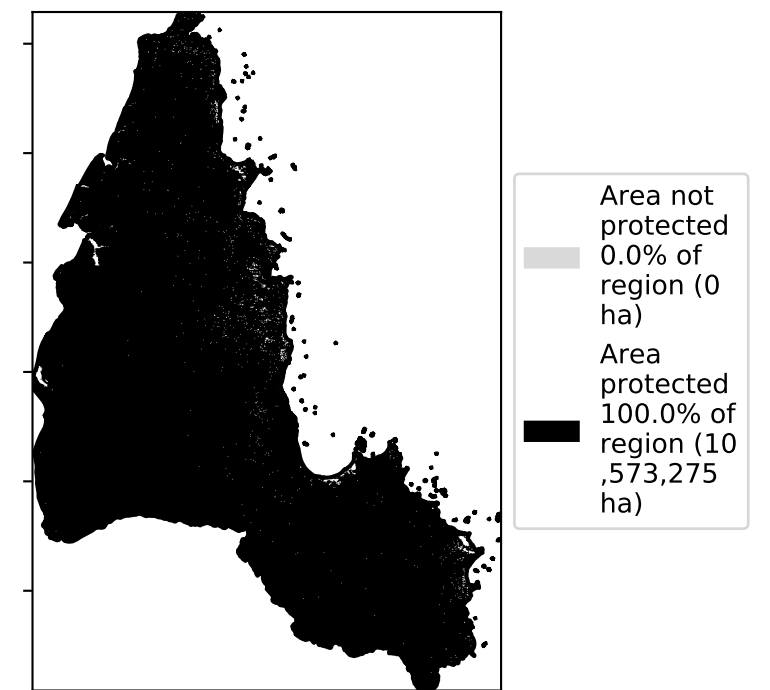 Area not
protected
0.0% of
region (0
ha)
Area
protected
100.0% of
region (10
,573,275
ha)